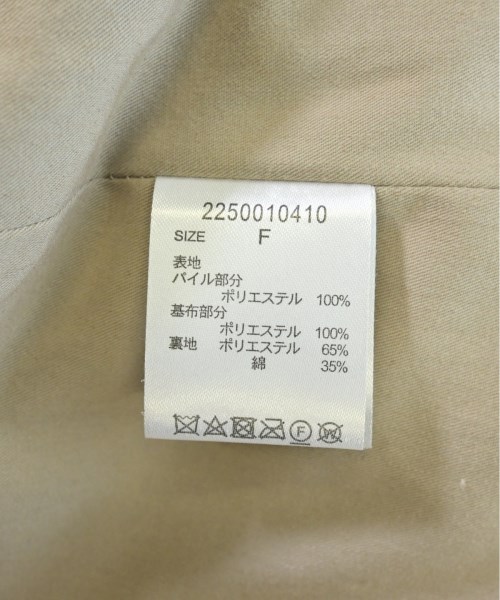 2250010410
SIZE F
表地
パイル部分
ポリエステル 100%
基布部分
ポリエステル 100%
裏地 ポリエステル 65%
綿 35%
F W